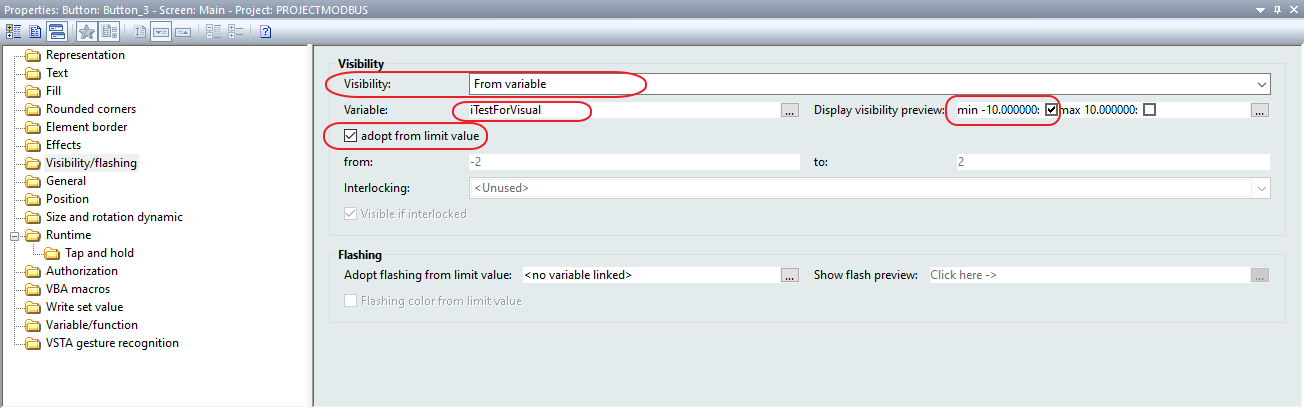 Properties: Button: Button_3 - Screen: Main - Project: PROJECTMODBUS
Representation
Text
Fill
Rounded corners
Element border
Effects
Visibility/flashing
General
Position
Size and rotation dynamic
Runtime
Tap and hold
Authorization
VBA macros
Write set value
Variable/function
VSTA gesture recognition
Visibility
Visibility: From variable
Variable: iTestForVisual ... Display visibility preview: min -10.000000: max 10.000000: ...
adopt from limit value
from: -2 to: 2
Interlocking: <Unused>
Visible if interlocked
Flashing
Adopt flashing from limit value: <no variable linked> ... Show flash preview: Click here -> ...
Flashing color from limit value